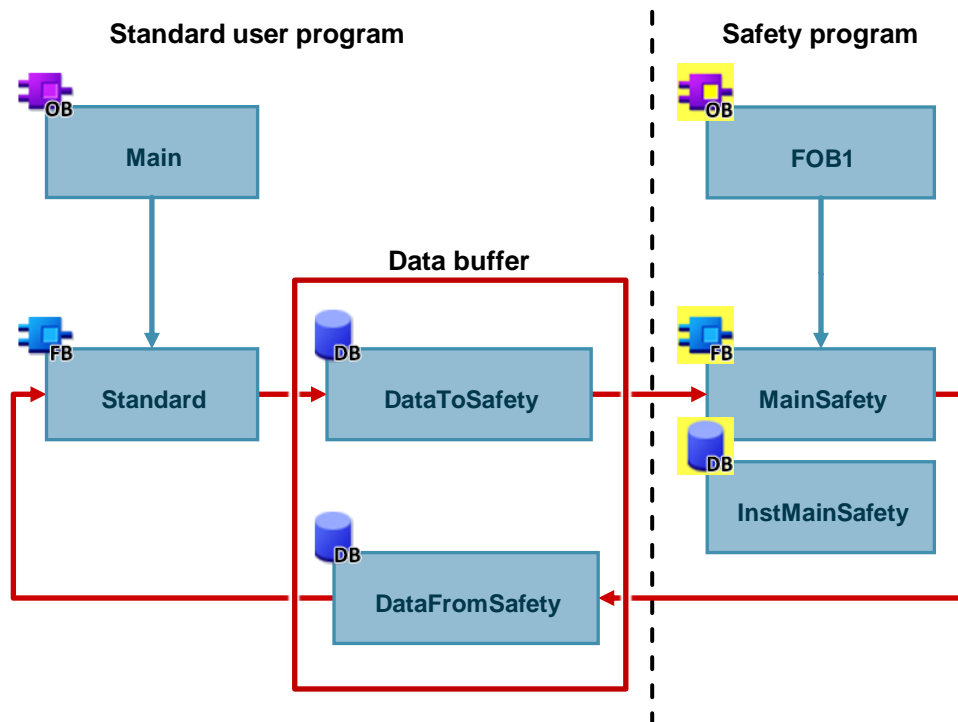 Standard user program
Safety program
OB
Main
OB
FOB1
Data buffer
FB
Standard
DB
DataToSafety
FB
MainSafety
DB
InstMainSafety
DB
DataFromSafety